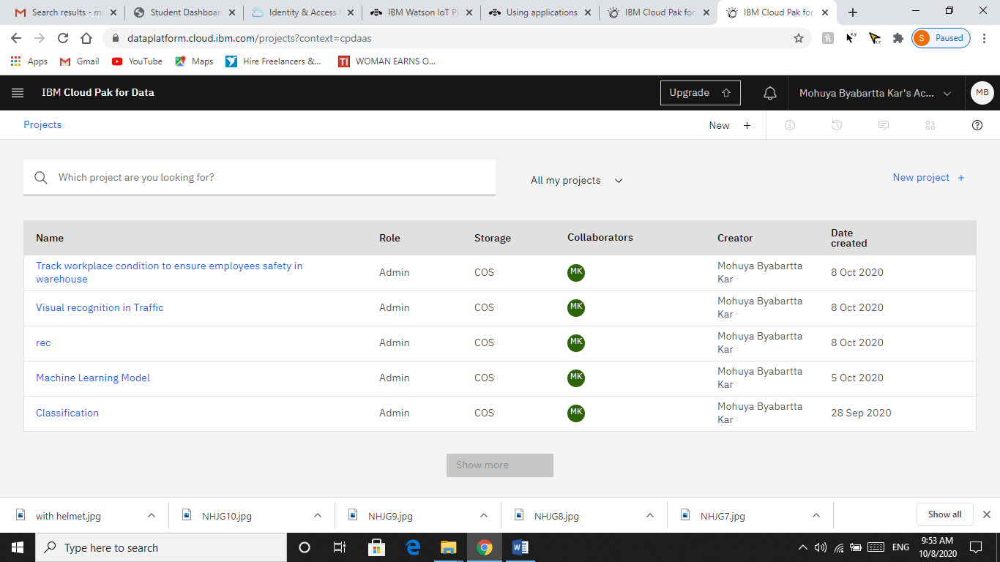 Search results - m
Student Dashboar
Identity & Access
IBM Watson IoT Pl
Using applications
IBM Cloud Pak for
IBM Cloud Pak for
dataplatform.cloud.ibm.com/projects?context=cpdaas
S Paused
Apps
Gmail
YouTube
Maps
Hire Freelancers &...
TI WOMAN EARNS O...
IBM Cloud Pak for Data
Upgrade
Mohuya Byabartta Kar's Ac...
MB
Projects
New +
Which project are you looking for?
All my projects
New project +
Name Role Storage Collaborators Creator Date created
Track workplace condition to ensure employees safety in
warehouse
Admin COS MK Mohuya Byabartta
Kar
8 Oct 2020
Visual recognition in Traffic Admin COS MK Mohuya Byabartta
Kar
8 Oct 2020
rec Admin COS MK Mohuya Byabartta
Kar
8 Oct 2020
Machine Learning Model Admin COS MK Mohuya Byabartta
Kar
5 Oct 2020
Classification Admin COS MK Mohuya Byabartta
Kar
28 Sep 2020
Show more
with helmet.jpg
NHJG10.jpg
NHJG9.jpg
NHJG8.jpg
NHJG7.jpg
Show all
Type here to search
ENG
9:53 AM
10/8/2020